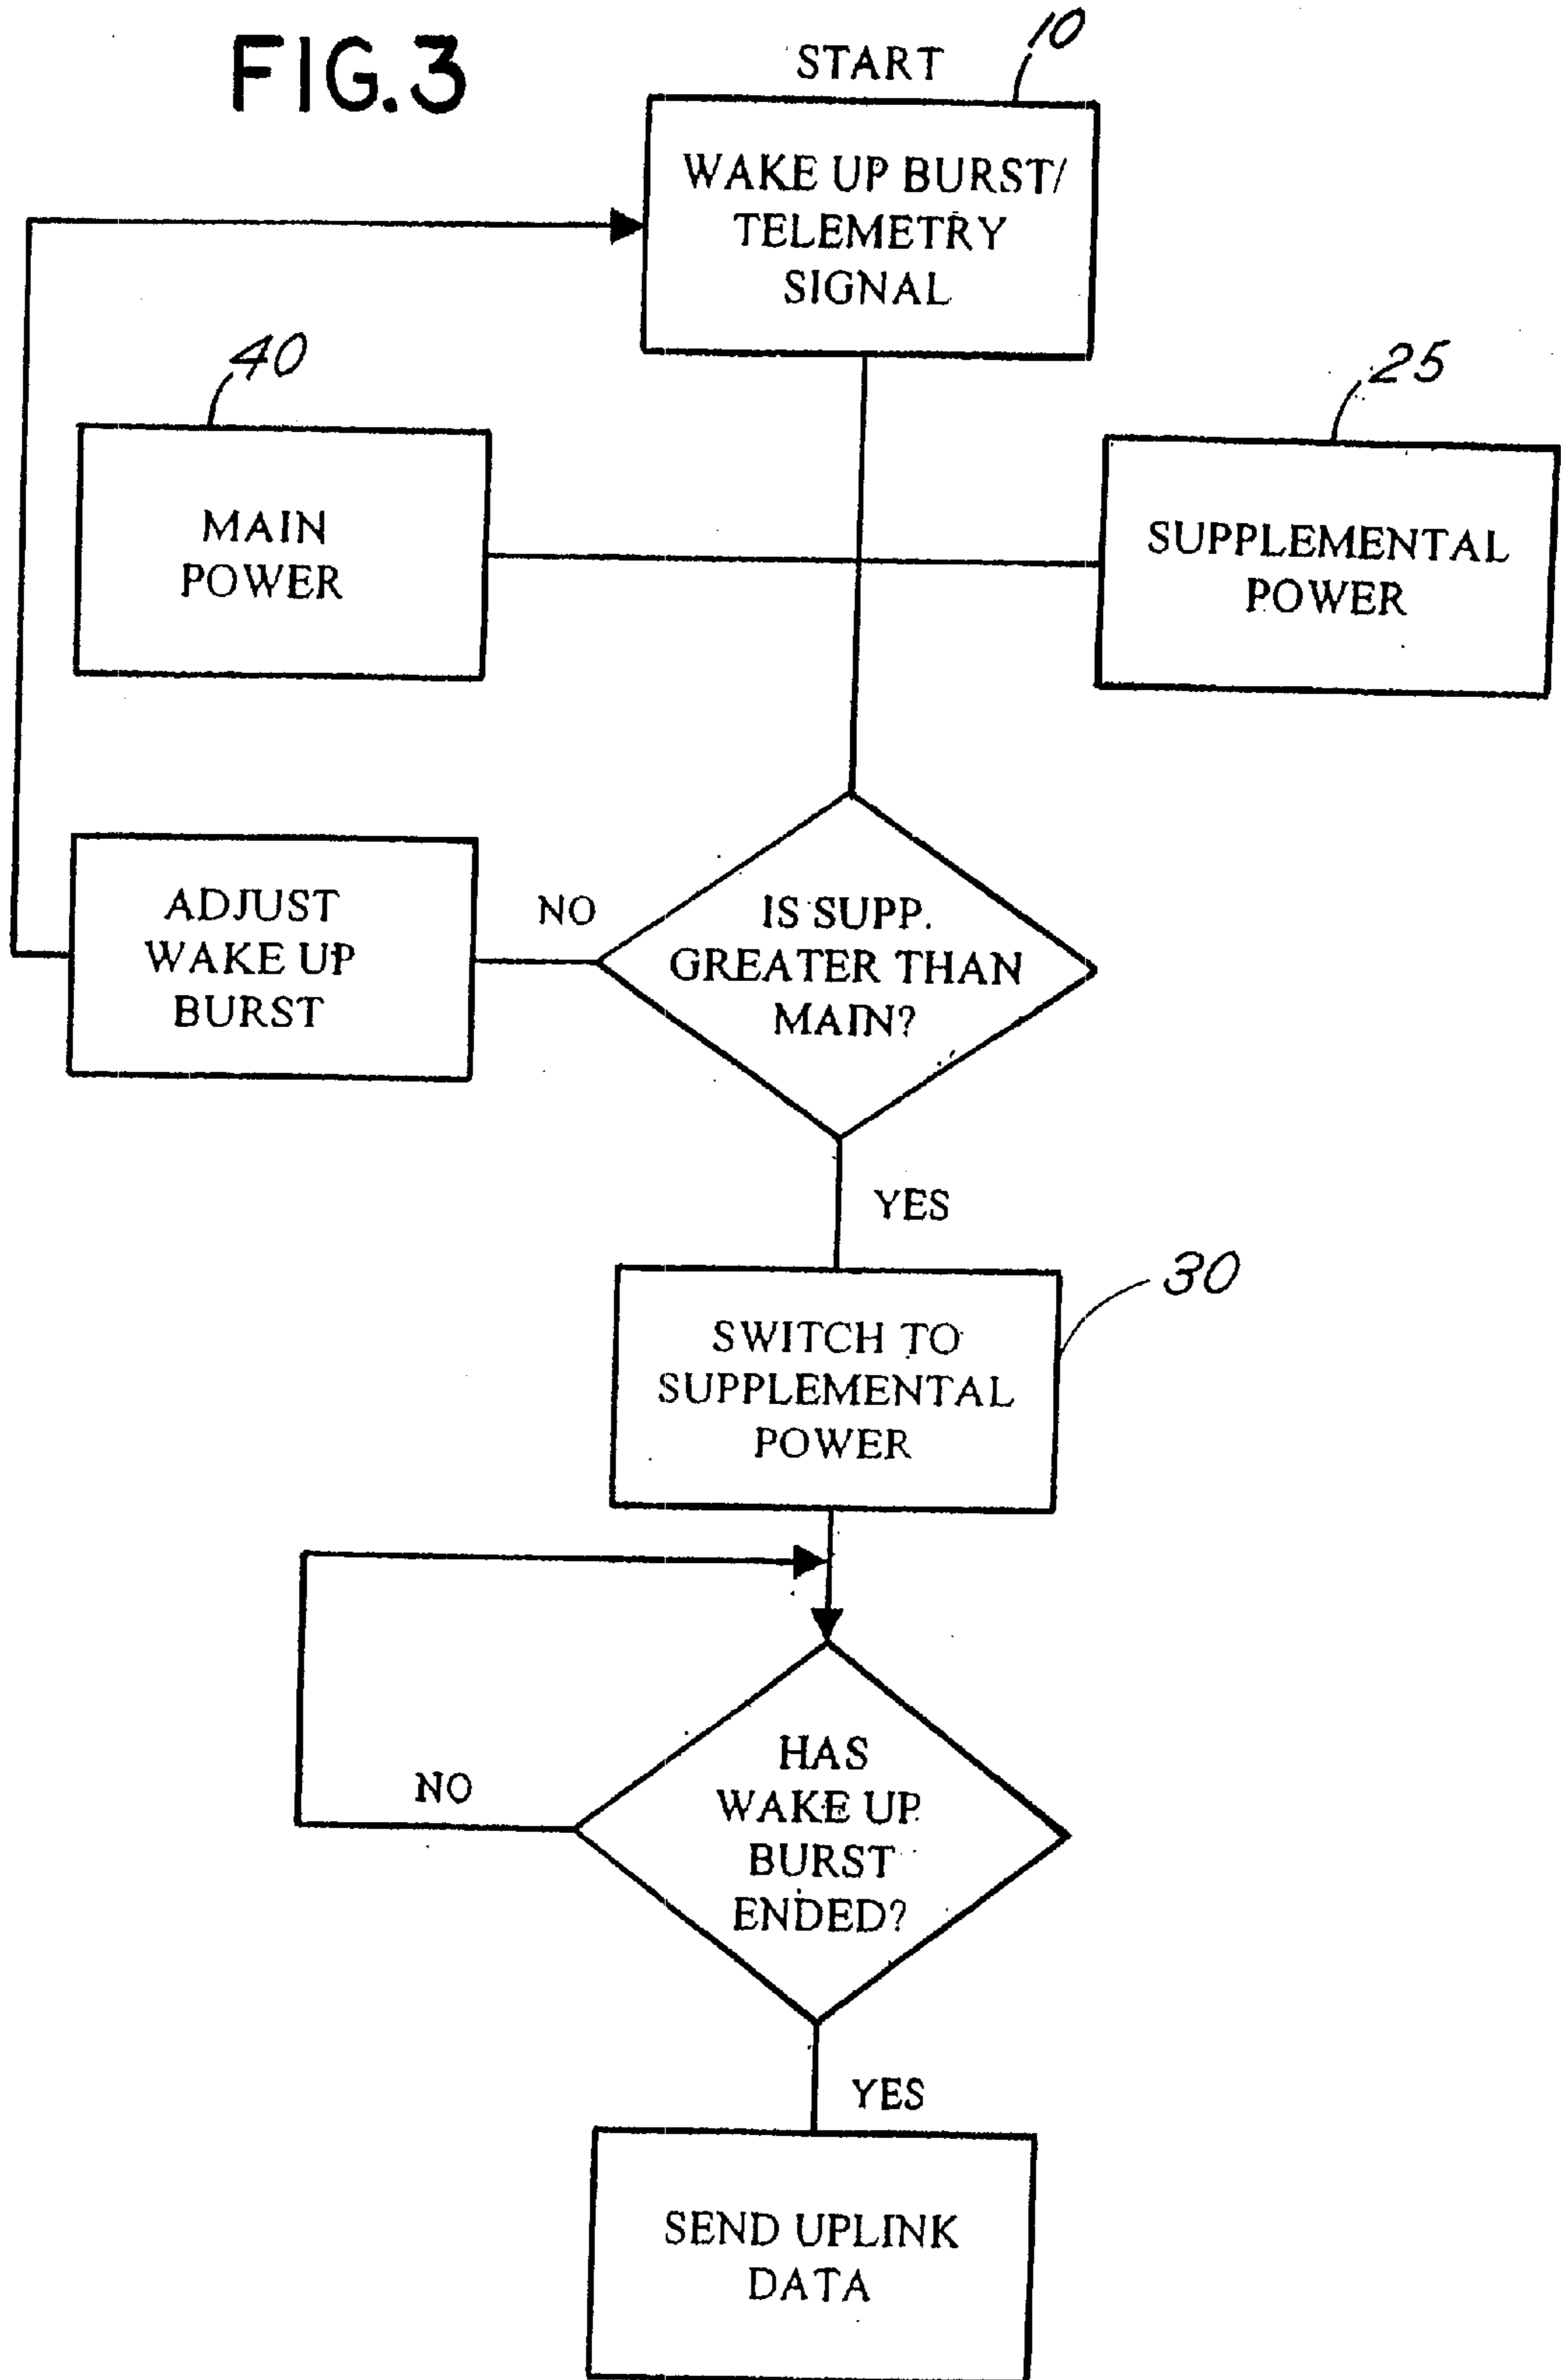 FIG.3
START
10
WAKE UP BURST/
TELEMETRY
SIGNAL
40
25
MAIN
POWER
SUPPLEMENTAL
POWER
ADJUST
WAKE UP
BURST
NO
IS SUPP.
GREATER THAN
MAIN?
YES
30
SWITCH TO
SUPPLEMENTAL
POWER
NO
HAS
WAKE UP
BURST
ENDED?
YES
SEND UPLINK
DATA